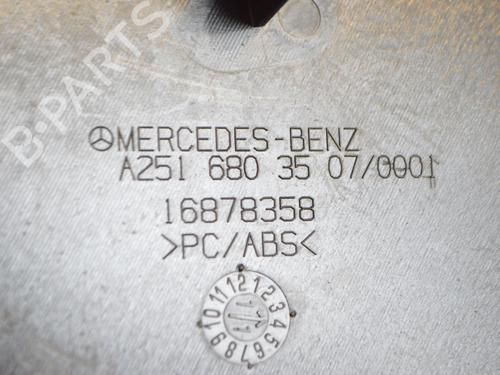 MERCEDES-BENZ
A251 680 35 07/0001
16878358
>PC/ABS<
1 2 3 4 5 6 7 8 9 10 11 12
B-PARTS